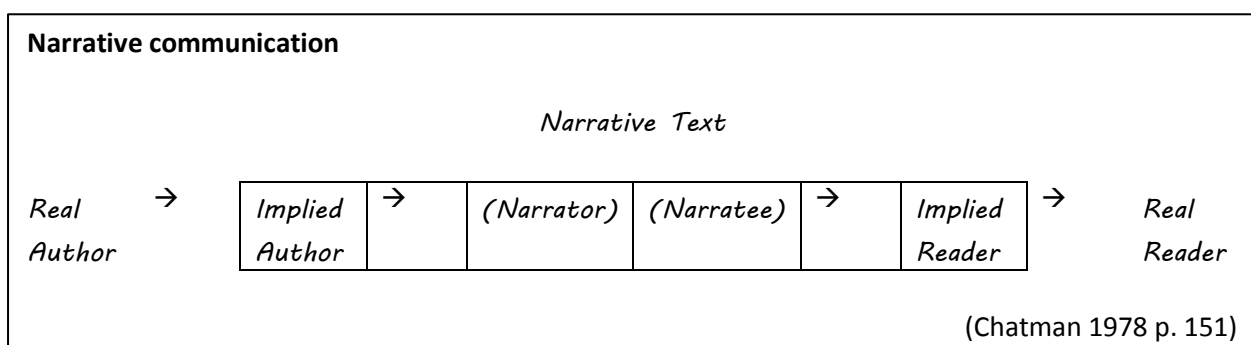 Narrative communication
Narrative Text
Real → Implied → (Narrator) (Narratee) → Implied → Real
Author Author Reader Reader
(Chatman 1978 p. 151)